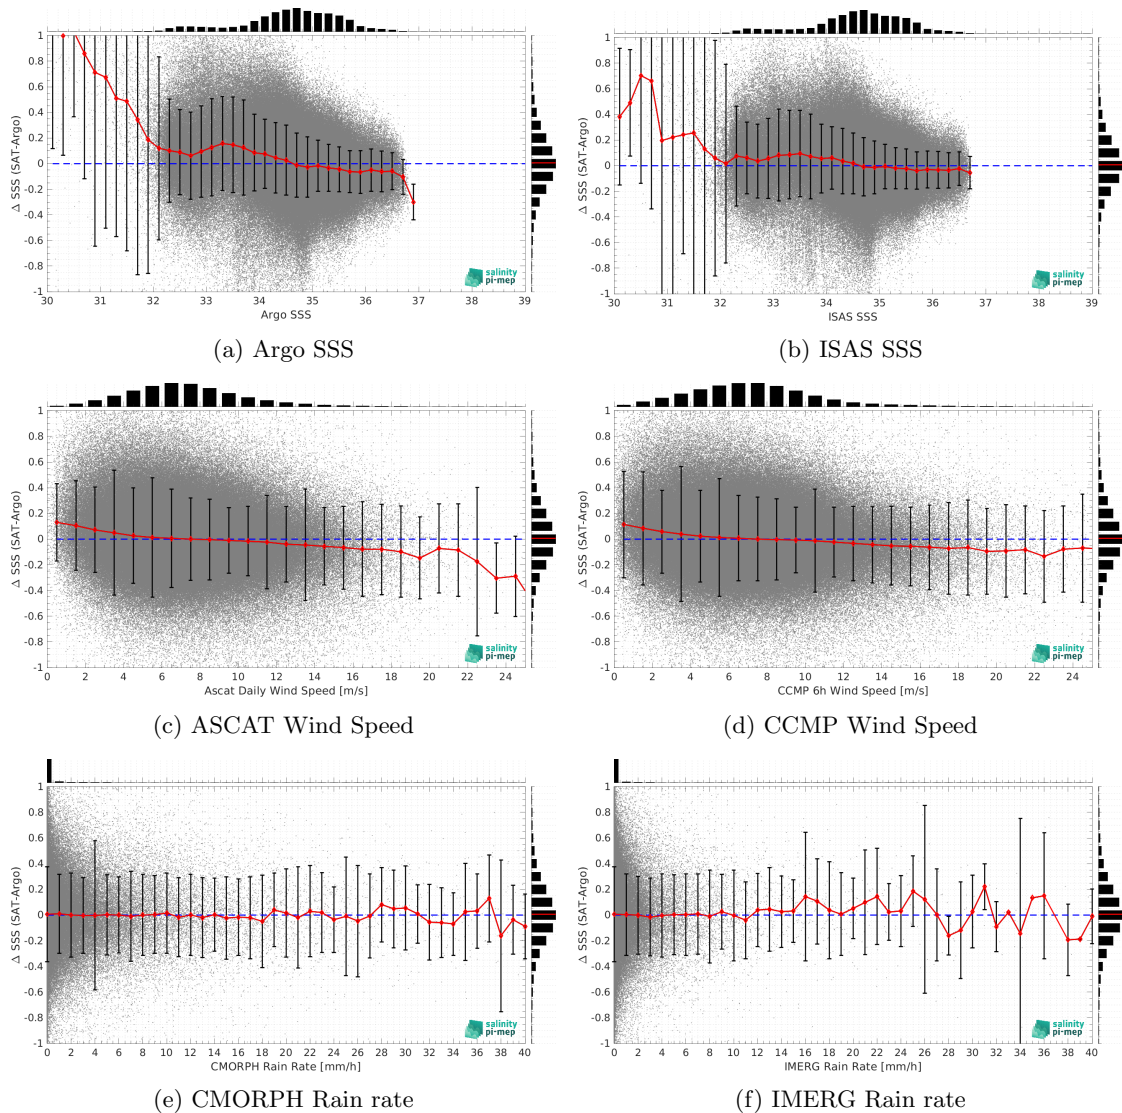 1
0.8
0.6
0.4
0.2
0
-0.2
-0.4
-0.6
-0.8
-1
Δ SSS (SAT-Argo)
30 31 32 33 34 35 36 37 38 39
Argo SSS
salinity
pi-mep
(a) Argo SSS
1
0.8
0.6
0.4
0.2
0
-0.2
-0.4
-0.6
-0.8
-1
Δ SSS (SAT-Argo)
30 31 32 33 34 35 36 37 38 39
ISAS SSS
salinity
pi-mep
(b) ISAS SSS
1
0.8
0.6
0.4
0.2
0
-0.2
-0.4
-0.6
-0.8
-1
Δ SSS (SAT-Argo)
0 2 4 6 8 10 12 14 16 18 20 22 24
Ascat Daily Wind Speed [m/s]
salinity
pi-mep
(c) ASCAT Wind Speed
1
0.8
0.6
0.4
0.2
0
-0.2
-0.4
-0.6
-0.8
-1
Δ SSS (SAT-Argo)
0 2 4 6 8 10 12 14 16 18 20 22 24
CCMP 6h Wind Speed [m/s]
salinity
pi-mep
(d) CCMP Wind Speed
1
0.8
0.6
0.4
0.2
0
-0.2
-0.4
-0.6
-0.8
-1
Δ SSS (SAT-Argo)
0 2 4 6 8 10 12 14 16 18 20 22 24 26 28 30 32 34 36 38 40
CMORPH Rain Rate [mm/h]
salinity
pi-mep
(e) CMORPH Rain rate
1
0.8
0.6
0.4
0.2
0
-0.2
-0.4
-0.6
-0.8
-1
Δ SSS (SAT-Argo)
0 2 4 6 8 10 12 14 16 18 20 22 24 26 28 30 32 34 36 38 40
IMERG Rain Rate [mm/h]
salinity
pi-mep
(f) IMERG Rain rate